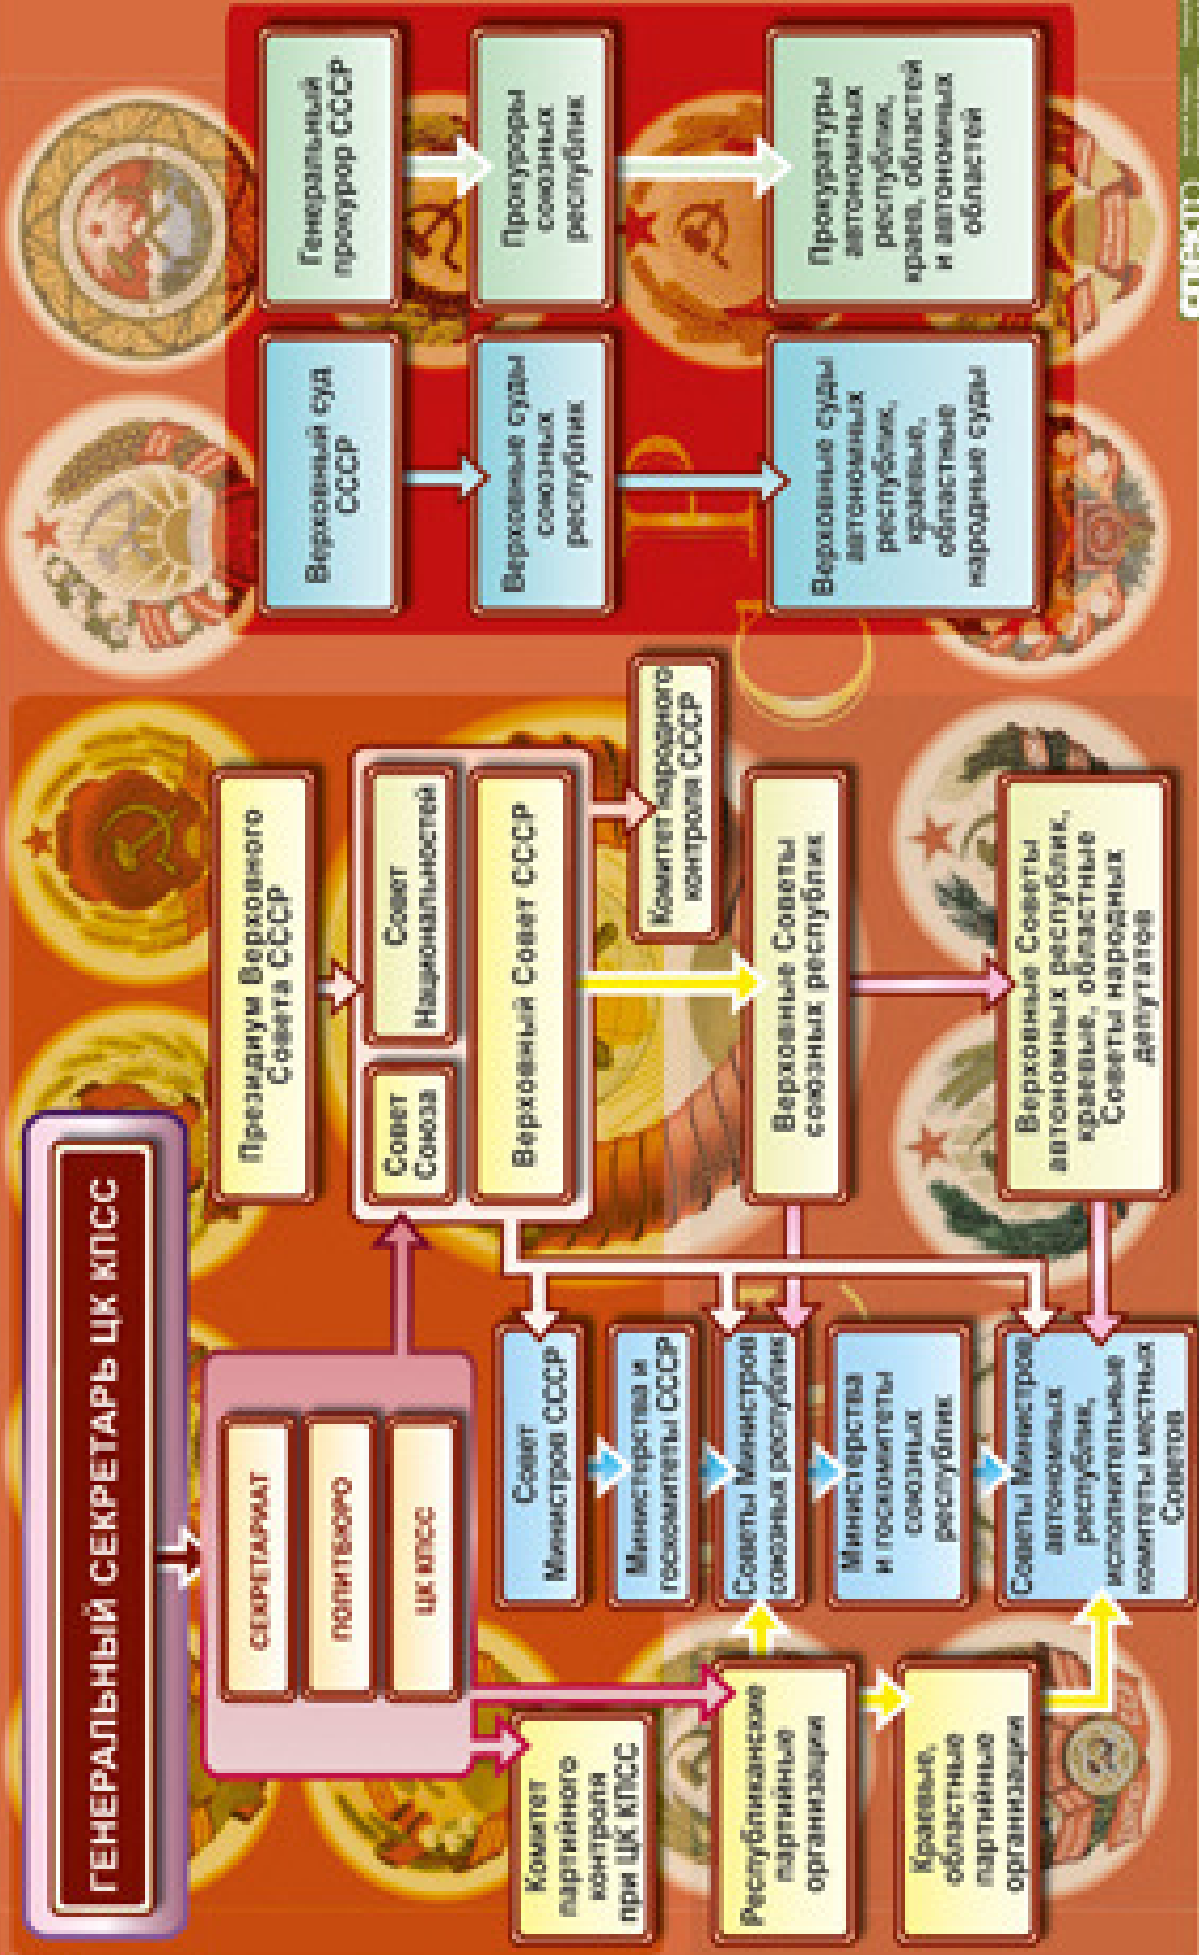 ГЕНЕРАЛЬНЫЙ СЕКРЕТАРЬ ЦК КПСС
СЕКРЕТАРИАТ
ПОЛИТБЮРО
ЦК КПСС
Комитет
партийного
контроля
при ЦК КПСС
Республиканские
партийные
организации
Краевые,
областные
партийные
организации
Совет
Министров СССР
Министерства и
госкомитеты СССР
Советы Министров
союзных республик
Министерства
и госкомитеты
союзных
республик
Советы Министров
автономных
республик,
исполнительные
комитеты местных
Советов
Президиум Верховного
Совета СССР
Совет
Союза
Совет
Национальностей
Верховный Совет СССР
Комитет народного
контроля СССР
Верховные Советы
союзных республик
Верховные Советы
автономных республик,
краевые, областные
Советы народных
депутатов
Верховный суд
СССР
Верховные суды
союзных
республик
Верховные суды
автономных
республик,
краевые,
областные
народные суды
Генеральный
прокурор СССР
Прокуроры
союзных
республик
Прокуратуры
автономных
республик,
краев, областей
и автономных
областей